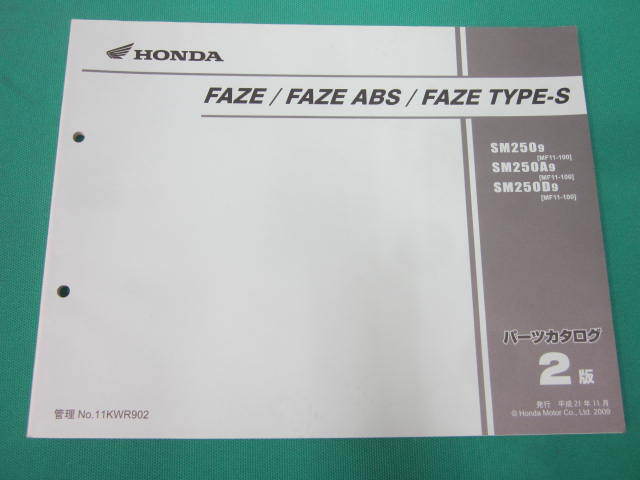 HONDA
FAZE / FAZE ABS / FAZE TYPE-S
SM2509
[MF11-100]
SM250A9
[MF11-100]
SM250D9
[MF11-100]
パーツカタログ
2 版
発行 平成21年11月
© Honda Motor Co., Ltd. 2009
管理 No.11KWR902